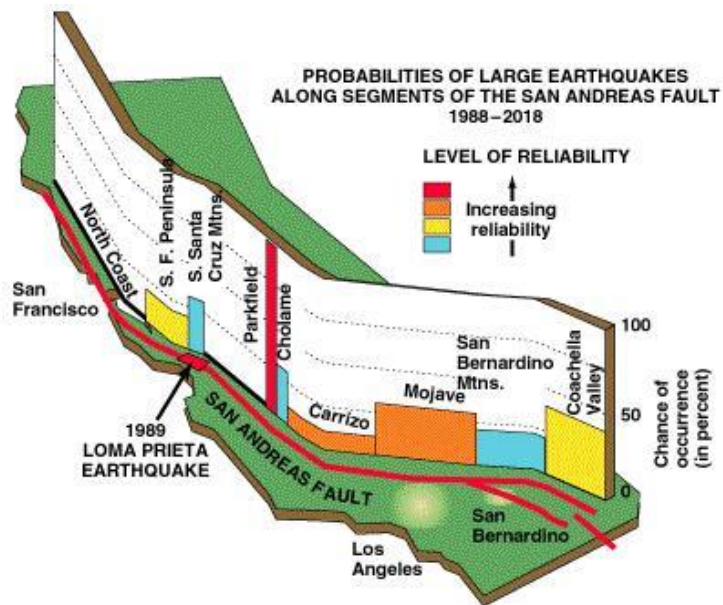 PROBABILITIES OF LARGE EARTHQUAKES
ALONG SEGMENTS OF THE SAN ANDREAS FAULT
1988–2018
LEVEL OF RELIABILITY
Increasing
reliability
North Coast
S. F. Peninsula
S. Santa
Cruz Mtns.
Parkfield
Cholame
Carrizo
Mojave
San
Bernardino
Mtns.
Coachella
Valley
100
50
0
Chance of
occurrence
(in percent)
San
Francisco
1989
LOMA PRIETA
EARTHQUAKE
SAN ANDREAS FAULT
Los
Angeles
San
Bernardino